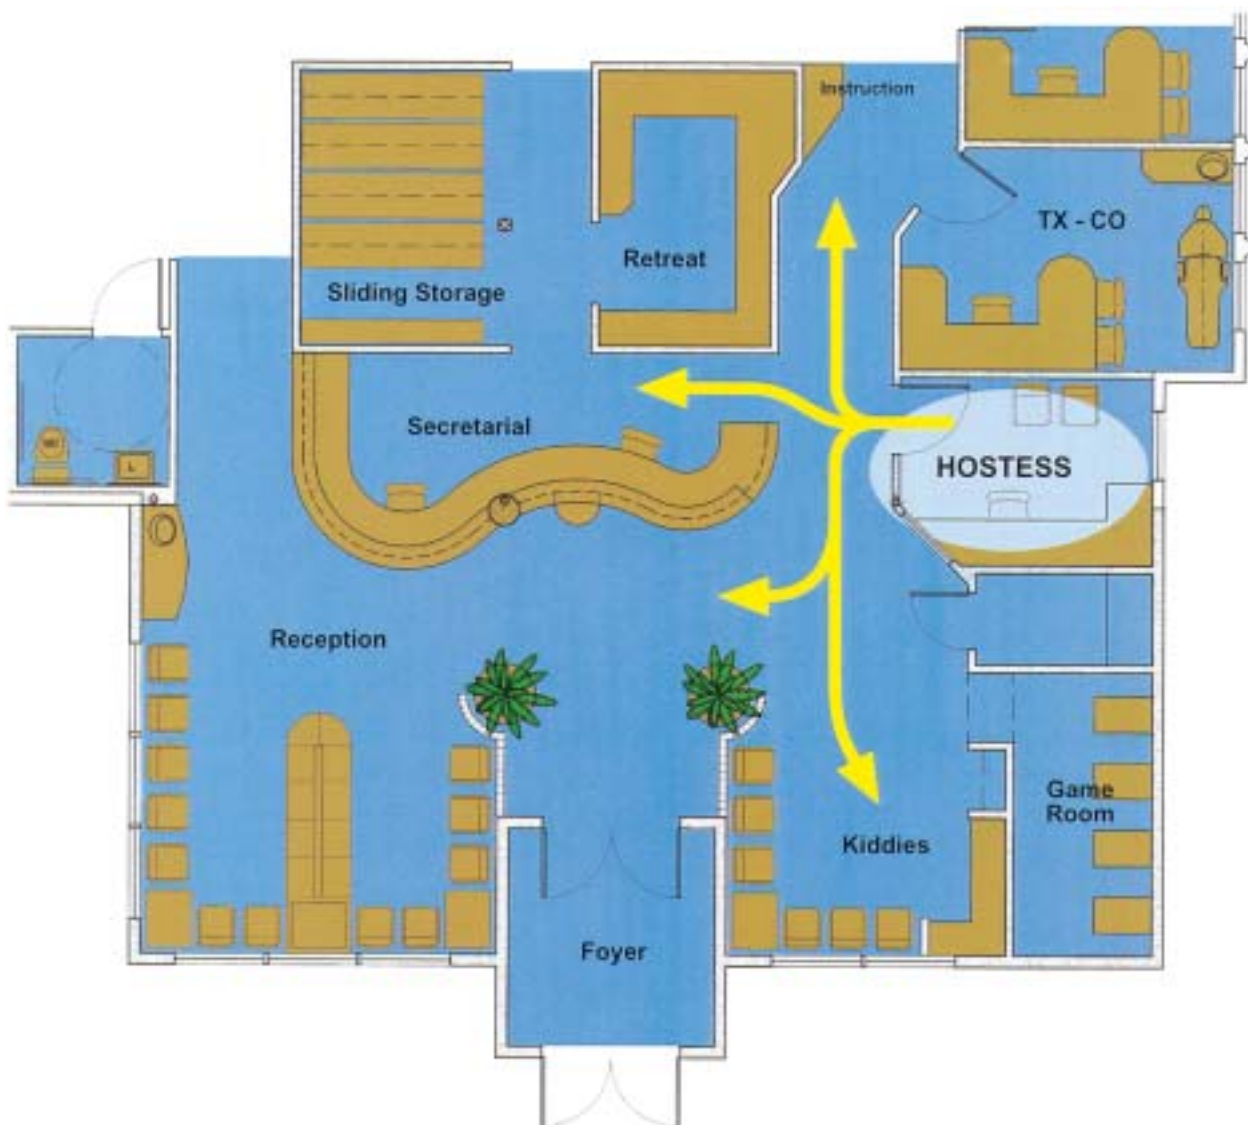 Instruction
TX - CO
Retreat
Sliding Storage
Secretarial
HOSTESS
L
Reception
Game
Room
Kiddies
Foyer